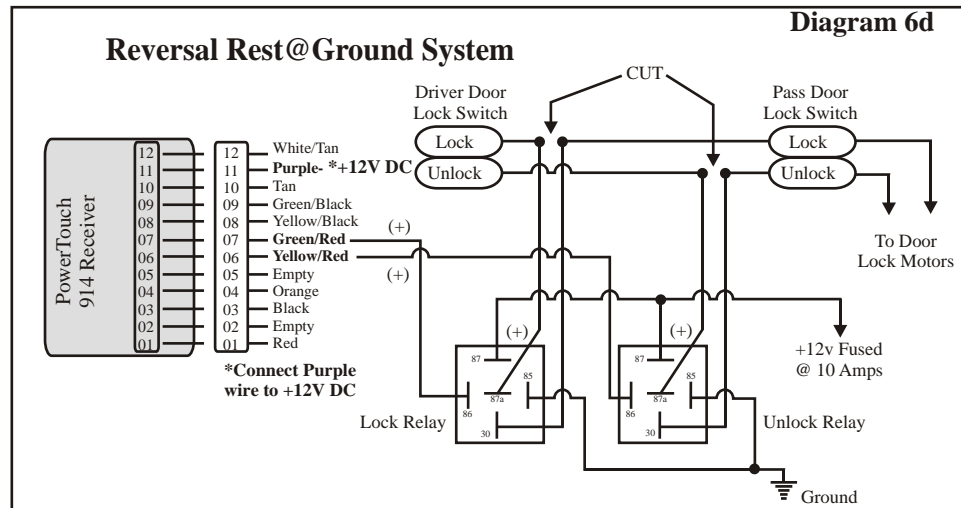 Diagram 6d
Reversal Rest@Ground System
CUT
Driver Door
Lock Switch
Pass Door
Lock Switch
Lock
Unlock
Lock
Unlock
PowerTouch
914 Receiver
12 12 White/Tan
11 11 Purple- *+12V DC
10 10 Tan
09 09 Green/Black
08 08 Yellow/Black
07 07 Green/Red (+)
06 06 Yellow/Red (+)
05 05 Empty
04 04 Orange
03 03 Black
02 02 Empty
01 01 Red
*Connect Purple
wire to +12V DC
To Door
Lock Motors
(+)
(+)
+12v Fused
@ 10 Amps
87
85
87a
86
30
87
85
87a
86
30
Lock Relay
Unlock Relay
Ground